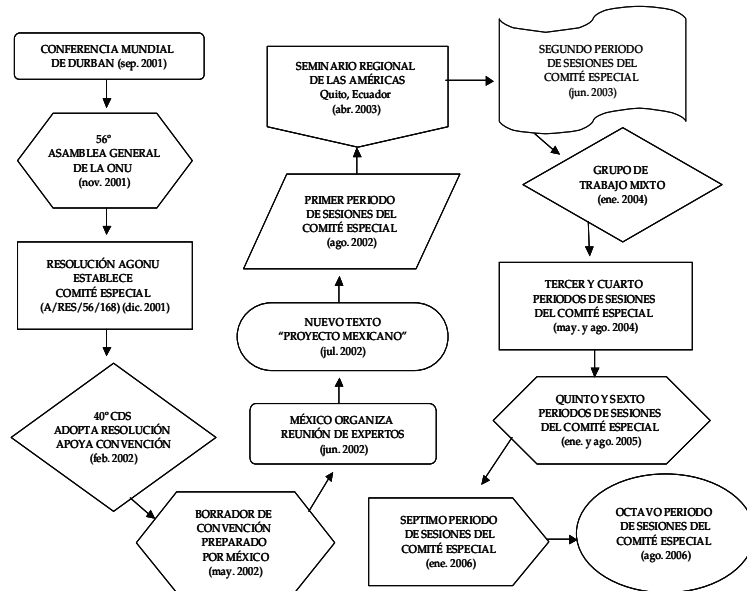 CONFERENCIA MUNDIAL
DE DURBAN (sep. 2001)
56º
ASAMBLEA GENERAL
DE LA ONU
(nov. 2001)
RESOLUCIÓN AGONU
ESTABLECE
COMITÉ ESPECIAL
(A/RES/56/168) (dic. 2001)
40º CDS
ADOPTA RESOLUCIÓN
APOYA CONVENCIÓN
(feb. 2002)
BORRADOR DE
CONVENCIÓN
PREPARADO
POR MÉXICO
(may. 2002)
MÉXICO ORGANIZA
REUNIÓN DE EXPERTOS
(jun. 2002)
NUEVO TEXTO
“PROYECTO MEXICANO”
(jul. 2002)
PRIMER PERIODO
DE SESIONES DEL
COMITÉ ESPECIAL
(ago. 2002)
SEMINARIO REGIONAL
DE LAS AMÉRICAS
Quito, Ecuador
(abr. 2003)
SEGUNDO PERIODO
DE SESIONES DEL
COMITÉ ESPECIAL
(jun. 2003)
GRUPO DE
TRABAJO MIXTO
(ene. 2004)
TERCER Y CUARTO
PERIODOS DE SESIONES
DEL COMITÉ ESPECIAL
(may. y ago. 2004)
QUINTO Y SEXTO
PERIODOS DE SESIONES
DEL COMITÉ ESPECIAL
(ene. y ago. 2005)
SEPTIMO PERIODO
DE SESIONES DEL
COMITÉ ESPECIAL
(ene. 2006)
OCTAVO PERIODO
DE SESIONES DEL
COMITÉ ESPECIAL
(ago. 2006)